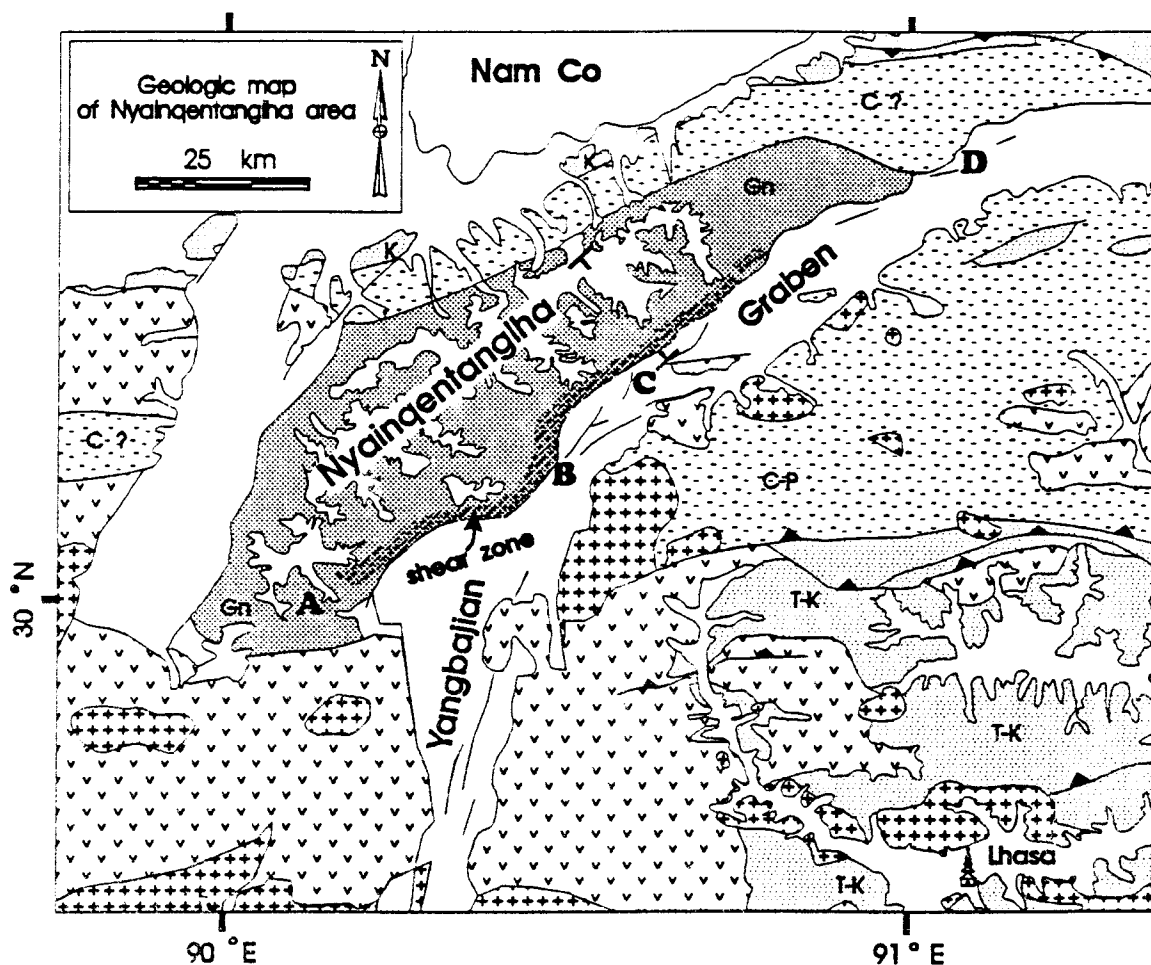 Geologic map
of Nyainqentanglha area
25 km
N
Nam Co
C ?
D
K
Gn
K
Graben
Nyainqentanglha
C
C ?
B
C-P
shear zone
30 °N
Gn
A
T-K
Yangbajian
T-K
Lhasa
T-K
90 °E
91 °E